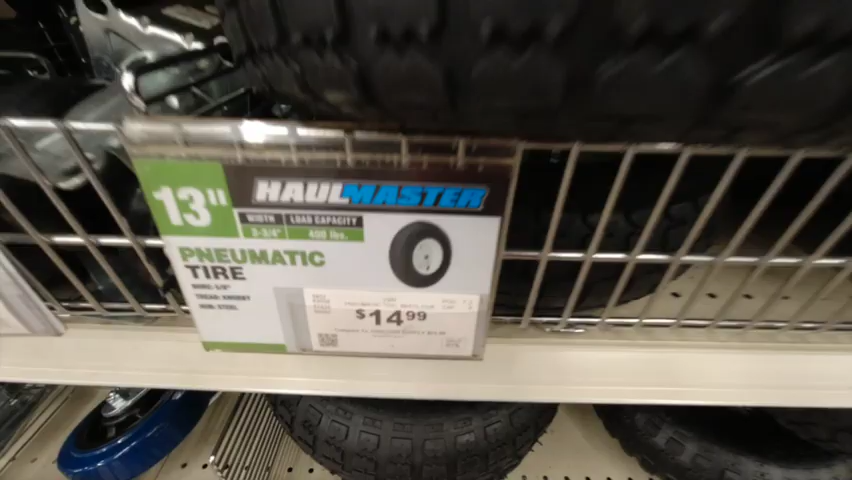 13"
HAULMASTER
WIDTH
LOAD CAPACITY
3-3/4"
400 lbs.
PNEUMATIC
TIRE
BORE: 5/8"
TREAD: KNOBBY
HUB: STEEL
$14.99